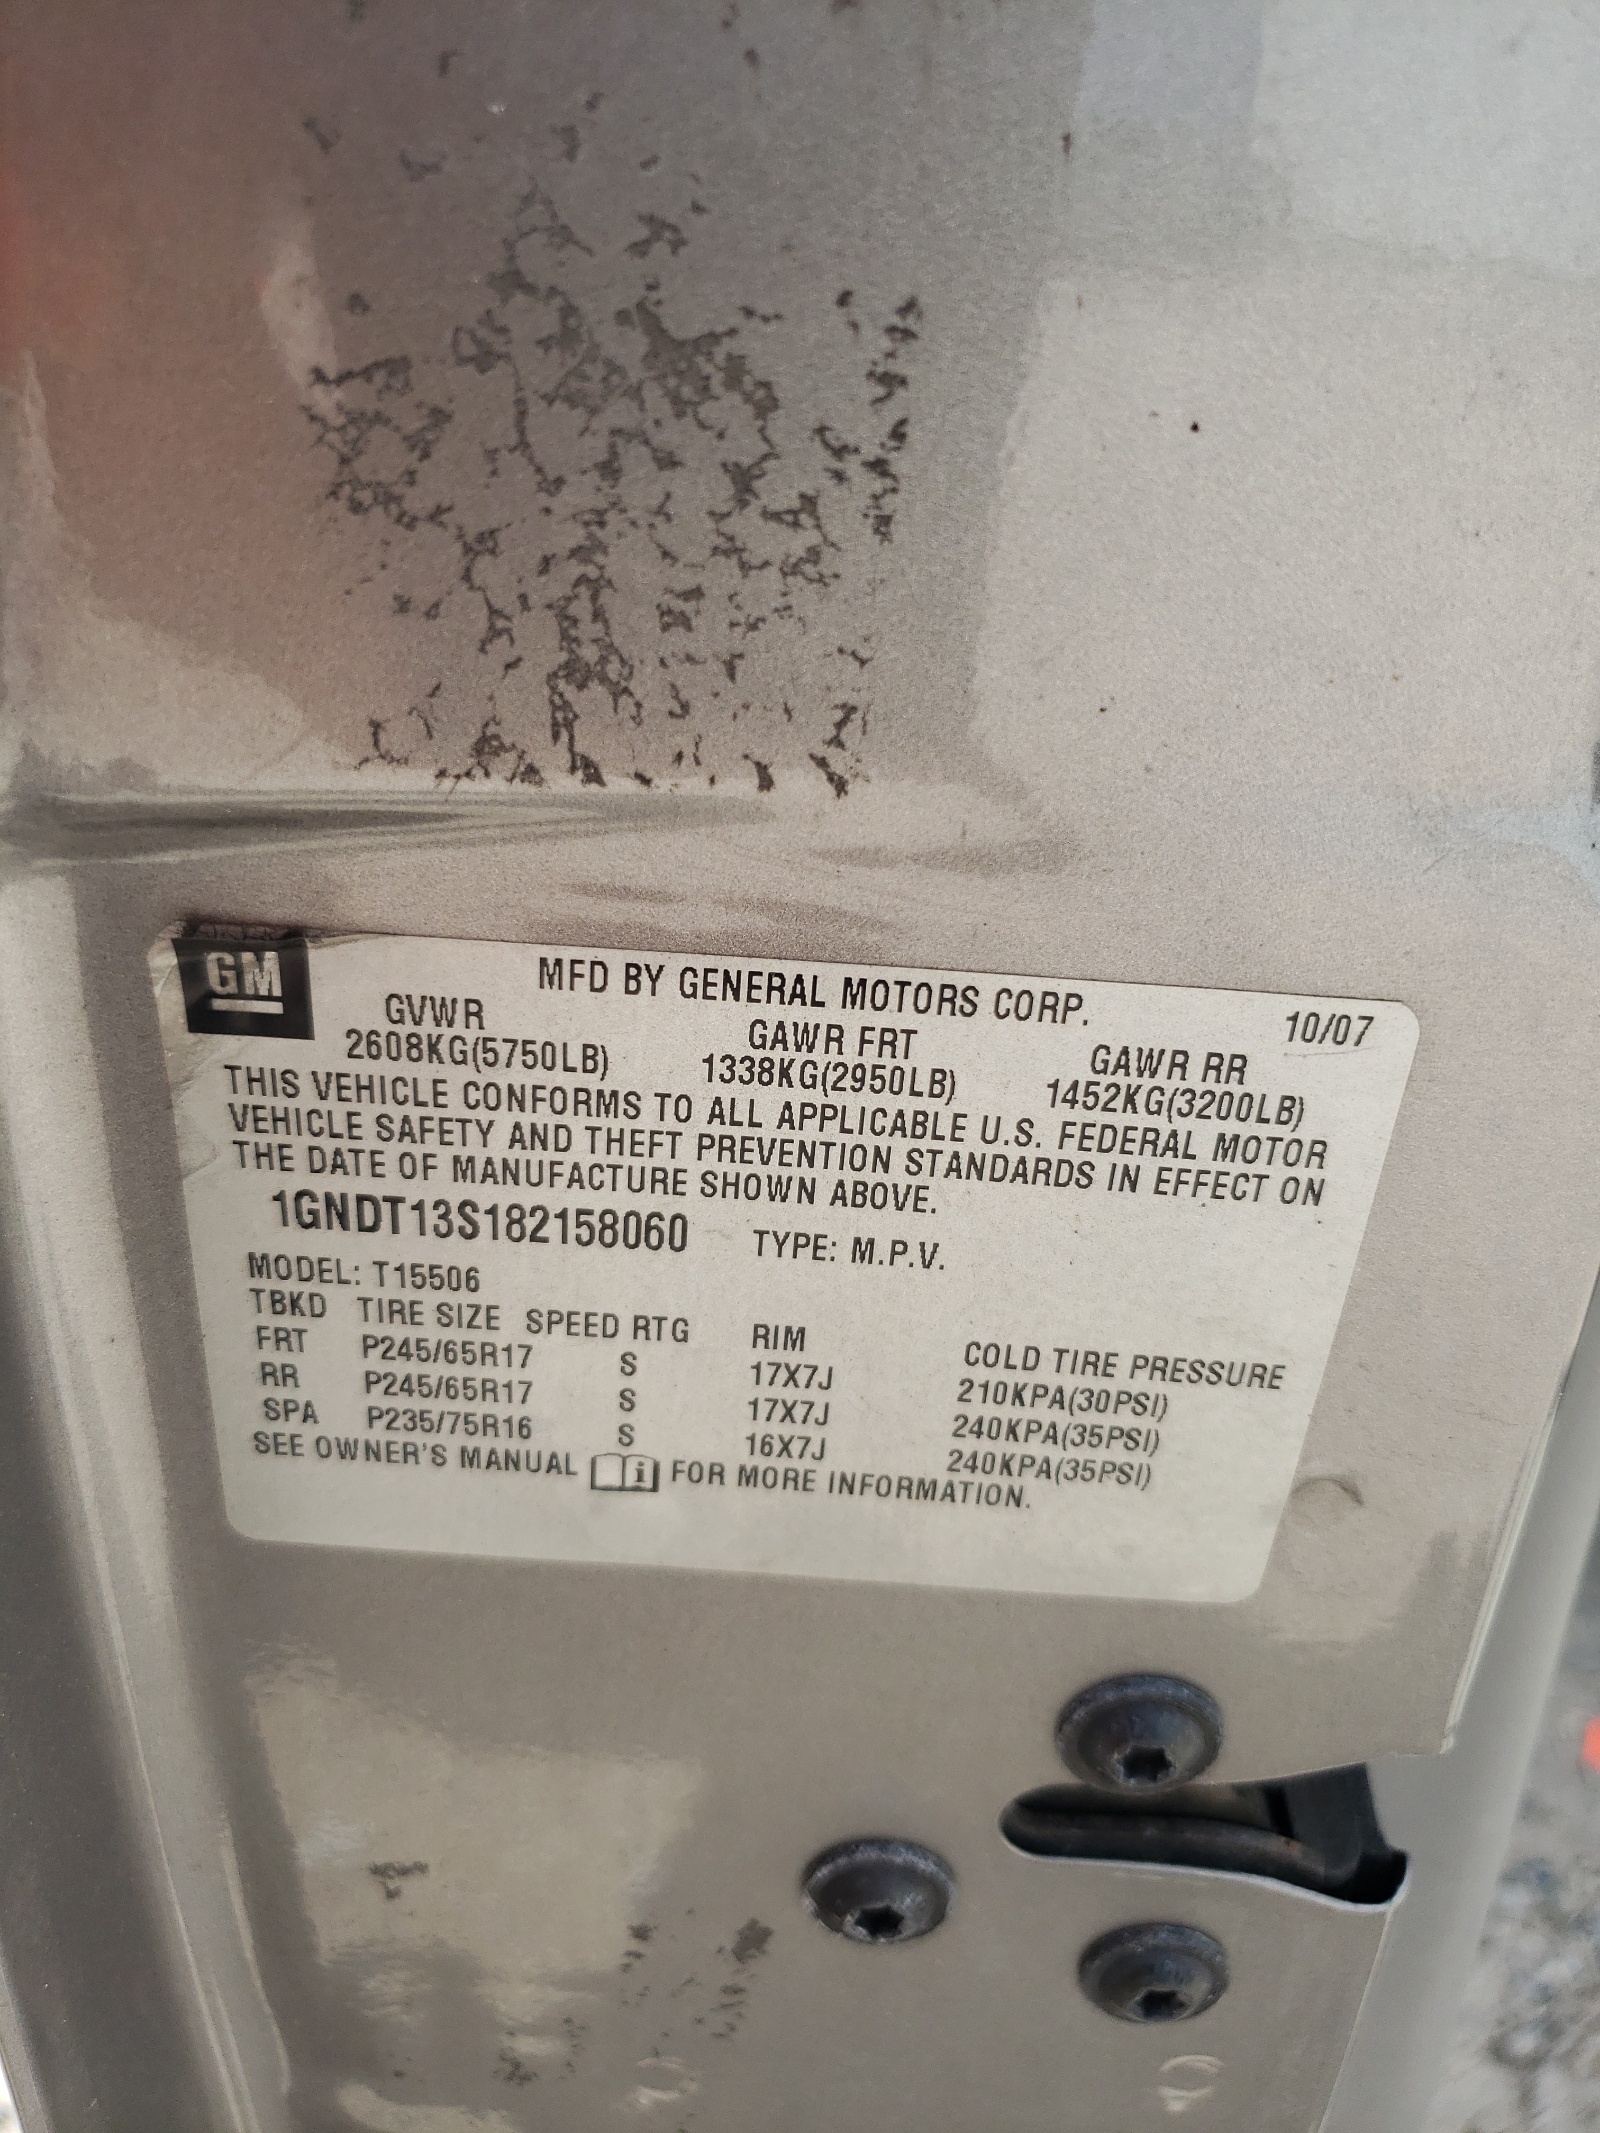 GM
MFD BY GENERAL MOTORS CORP.
10/07
GVWR GAWR FRT GAWR RR
2608KG(5750LB) 1338KG(2950LB) 1452KG(3200LB)
THIS VEHICLE CONFORMS TO ALL APPLICABLE U.S. FEDERAL MOTOR
VEHICLE SAFETY AND THEFT PREVENTION STANDARDS IN EFFECT ON
THE DATE OF MANUFACTURE SHOWN ABOVE.
1GNDT13S182158060 TYPE: M.P.V.
MODEL: T15506
TBKD TIRE SIZE SPEED RTG RIM COLD TIRE PRESSURE
FRT P245/65R17 S 17X7J 210KPA(30PSI)
RR P245/65R17 S 17X7J 240KPA(35PSI)
SPA P235/75R16 S 16X7J 240KPA(35PSI)
SEE OWNER'S MANUAL i FOR MORE INFORMATION.